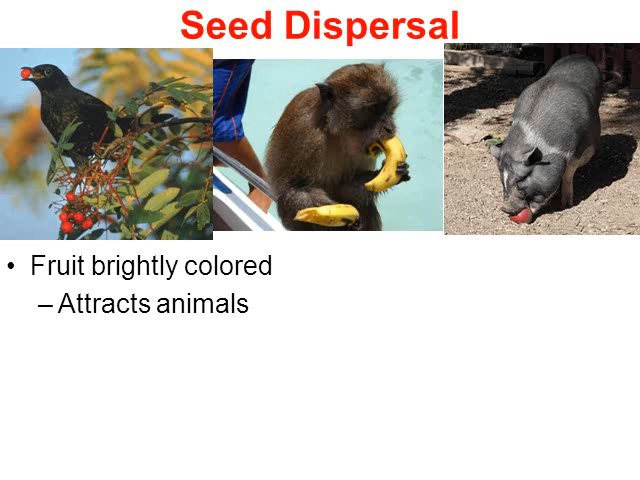 Seed Dispersal
• Fruit brightly colored
– Attracts animals